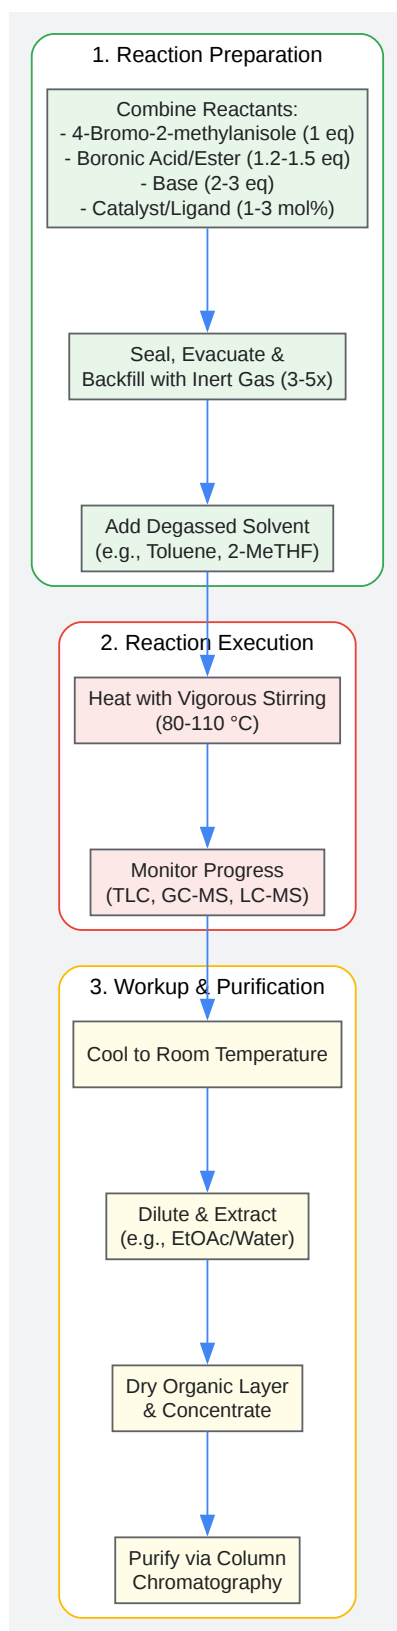 1. Reaction Preparation
Combine Reactants:
- 4-Bromo-2-methylanisole (1 eq)
- Boronic Acid/Ester (1.2-1.5 eq)
- Base (2-3 eq)
- Catalyst/Ligand (1-3 mol%)
Seal, Evacuate &
Backfill with Inert Gas (3-5x)
Add Degassed Solvent
(e.g., Toluene, 2-MeTHF)
2. Reaction Execution
Heat with Vigorous Stirring
(80-110 °C)
Monitor Progress
(TLC, GC-MS, LC-MS)
3. Workup & Purification
Cool to Room Temperature
Dilute & Extract
(e.g., EtOAc/Water)
Dry Organic Layer
& Concentrate
Purify via Column
Chromatography